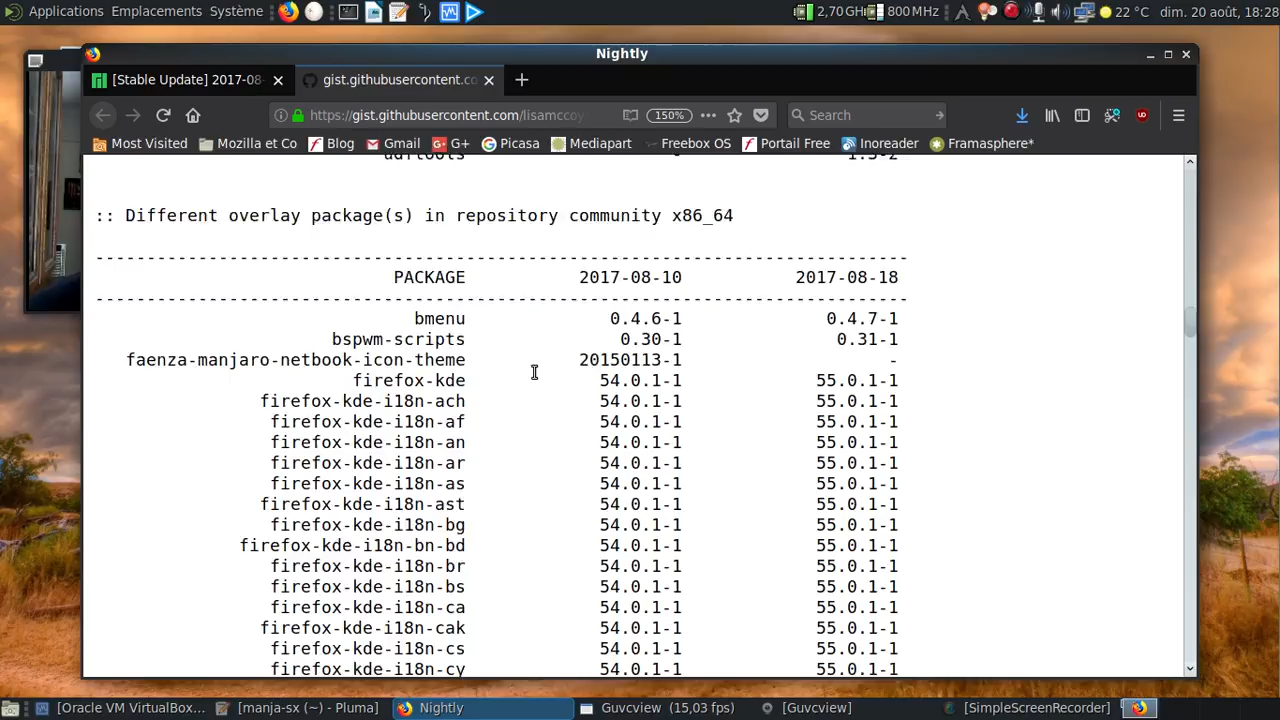 Applications Emplacements Système 2,70 GH 800 MHz 22 °C dim. 20 août, 18:28
Nightly
[Stable Update] 2017-08- gist.githubusercontent.co
https://gist.githubusercontent.com/lisamccoy 150% Search
Most Visited Mozilla et Co Blog Gmail G+ Picasa Mediapart Freebox OS Portail Free Inoreader Framasphere*
adftools - 1.3-2
:: Different overlay package(s) in repository community x86_64
-------------------------------------------------------------------------------
PACKAGE 2017-08-10 2017-08-18
-------------------------------------------------------------------------------
bmenu 0.4.6-1 0.4.7-1
bspwm-scripts 0.30-1 0.31-1
faenza-manjaro-netbook-icon-theme 20150113-1 -
firefox-kde 54.0.1-1 55.0.1-1
firefox-kde-i18n-ach 54.0.1-1 55.0.1-1
firefox-kde-i18n-af 54.0.1-1 55.0.1-1
firefox-kde-i18n-an 54.0.1-1 55.0.1-1
firefox-kde-i18n-ar 54.0.1-1 55.0.1-1
firefox-kde-i18n-as 54.0.1-1 55.0.1-1
firefox-kde-i18n-ast 54.0.1-1 55.0.1-1
firefox-kde-i18n-bg 54.0.1-1 55.0.1-1
firefox-kde-i18n-bn-bd 54.0.1-1 55.0.1-1
firefox-kde-i18n-br 54.0.1-1 55.0.1-1
firefox-kde-i18n-bs 54.0.1-1 55.0.1-1
firefox-kde-i18n-ca 54.0.1-1 55.0.1-1
firefox-kde-i18n-cak 54.0.1-1 55.0.1-1
firefox-kde-i18n-cs 54.0.1-1 55.0.1-1
firefox-kde-i18n-cy 54.0.1-1 55.0.1-1
[Oracle VM VirtualBox... [manja-sx (~) - Pluma] Nightly Guvcview (15,03 fps) [Guvcview] [SimpleScreenRecorder]